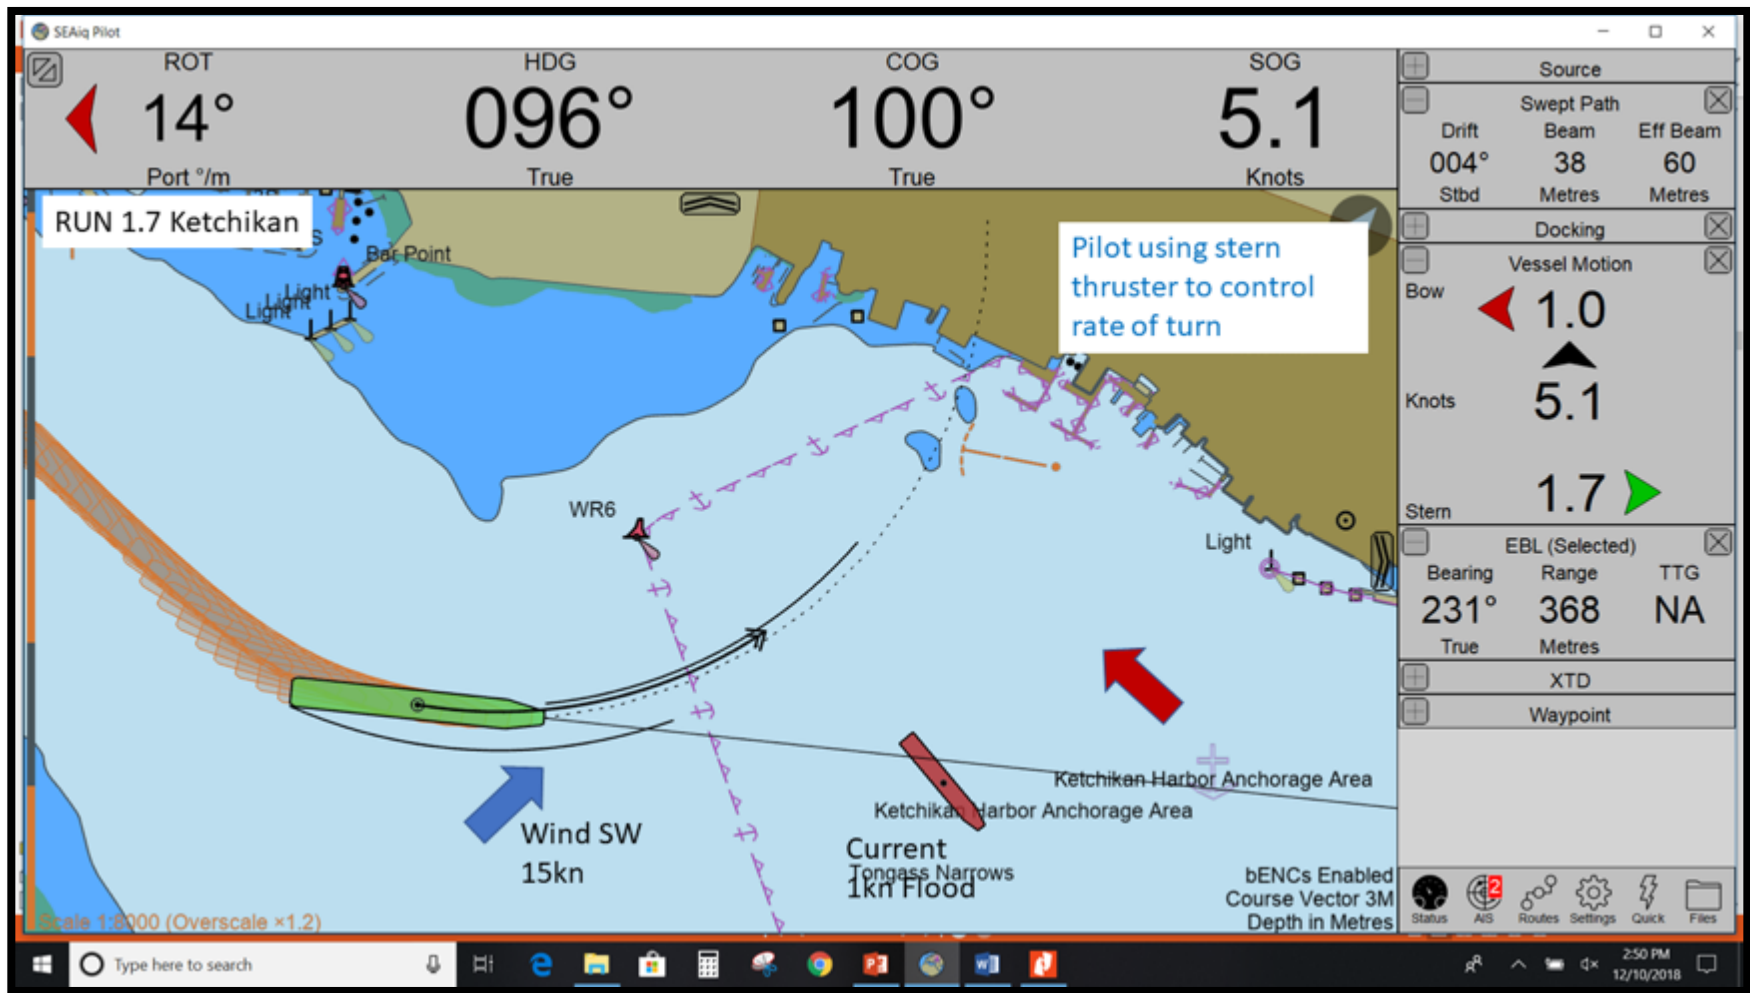 SEAiq Pilot
ROT
14°
Port °/m
HDG
096°
True
COG
100°
True
SOG
5.1
Knots
Source
Swept Path
Drift Beam Eff Beam
004° 38 60
Stbd Metres Metres
Docking
Vessel Motion
Bow 1.0
Knots 5.1
Stern 1.7
EBL (Selected)
Bearing Range TTG
231° 368 NA
True Metres
XTD
Waypoint
Status AIS 2 Routes Settings Quick Files
RUN 1.7 Ketchikan
S
Bar Point
Light
Light
Pilot using stern
thruster to control
rate of turn
WR6
Light
Ketchikan Harbor Anchorage Area
Ketchikan Harbor Anchorage Area
Wind SW
15kn
Current
Tongass Narrows
1kn Flood
bENCs Enabled
Course Vector 3M
Depth in Metres
Scale 1:8000 (Overscale ×1.2)
Type here to search
2:50 PM
12/10/2018